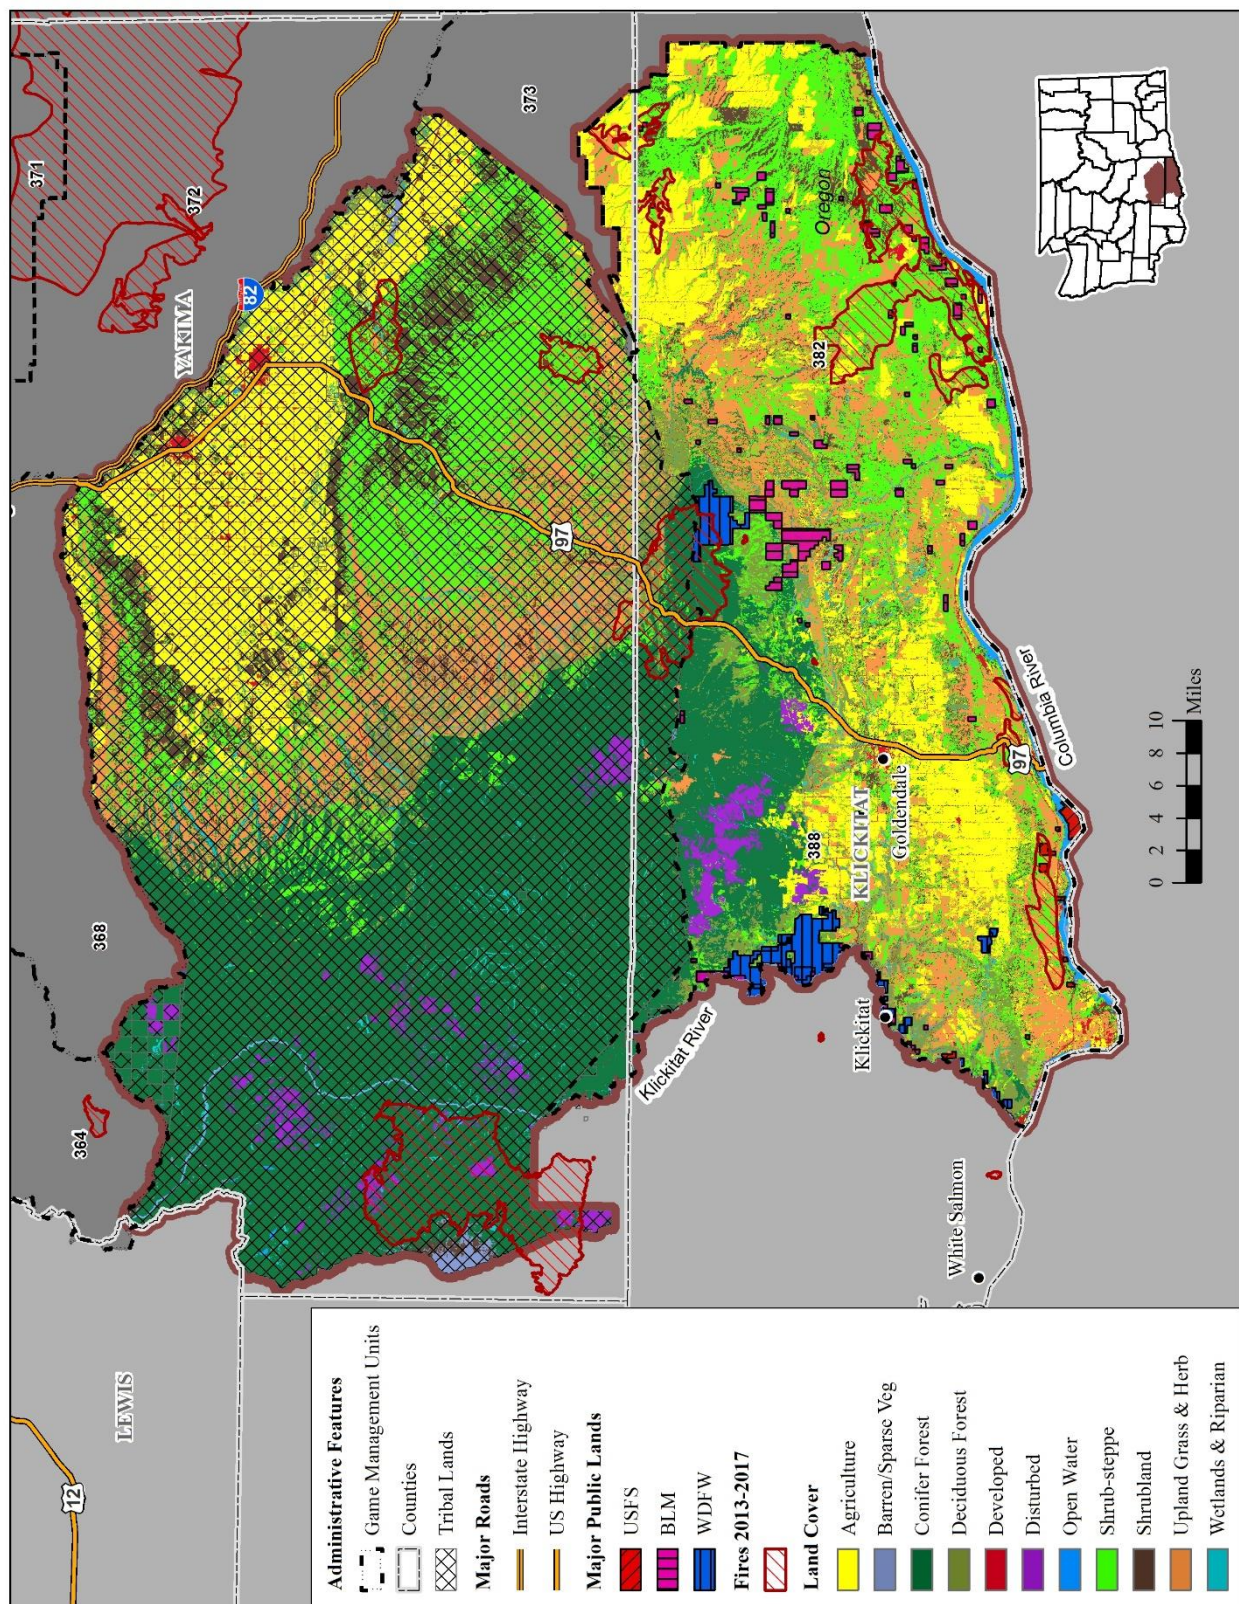 371
372
373
YAKIMA
82
368
364
97
382
Oregon
Klickitat River
LEWIS
12
388
KLICKITAT
Goldendale
Klickitat
97
Columbia River
White Salmon
0 2 4 6 8 10
Miles
Administrative Features
Game Management Units
Counties
Tribal Lands
Major Roads
Interstate Highway
US Highway
Major Public Lands
USFS
BLM
WDFW
Fires 2013-2017
Land Cover
Agriculture
Barren/Sparse Veg
Conifer Forest
Deciduous Forest
Developed
Disturbed
Open Water
Shrub-steppe
Shrubland
Upland Grass & Herb
Wetlands & Riparian